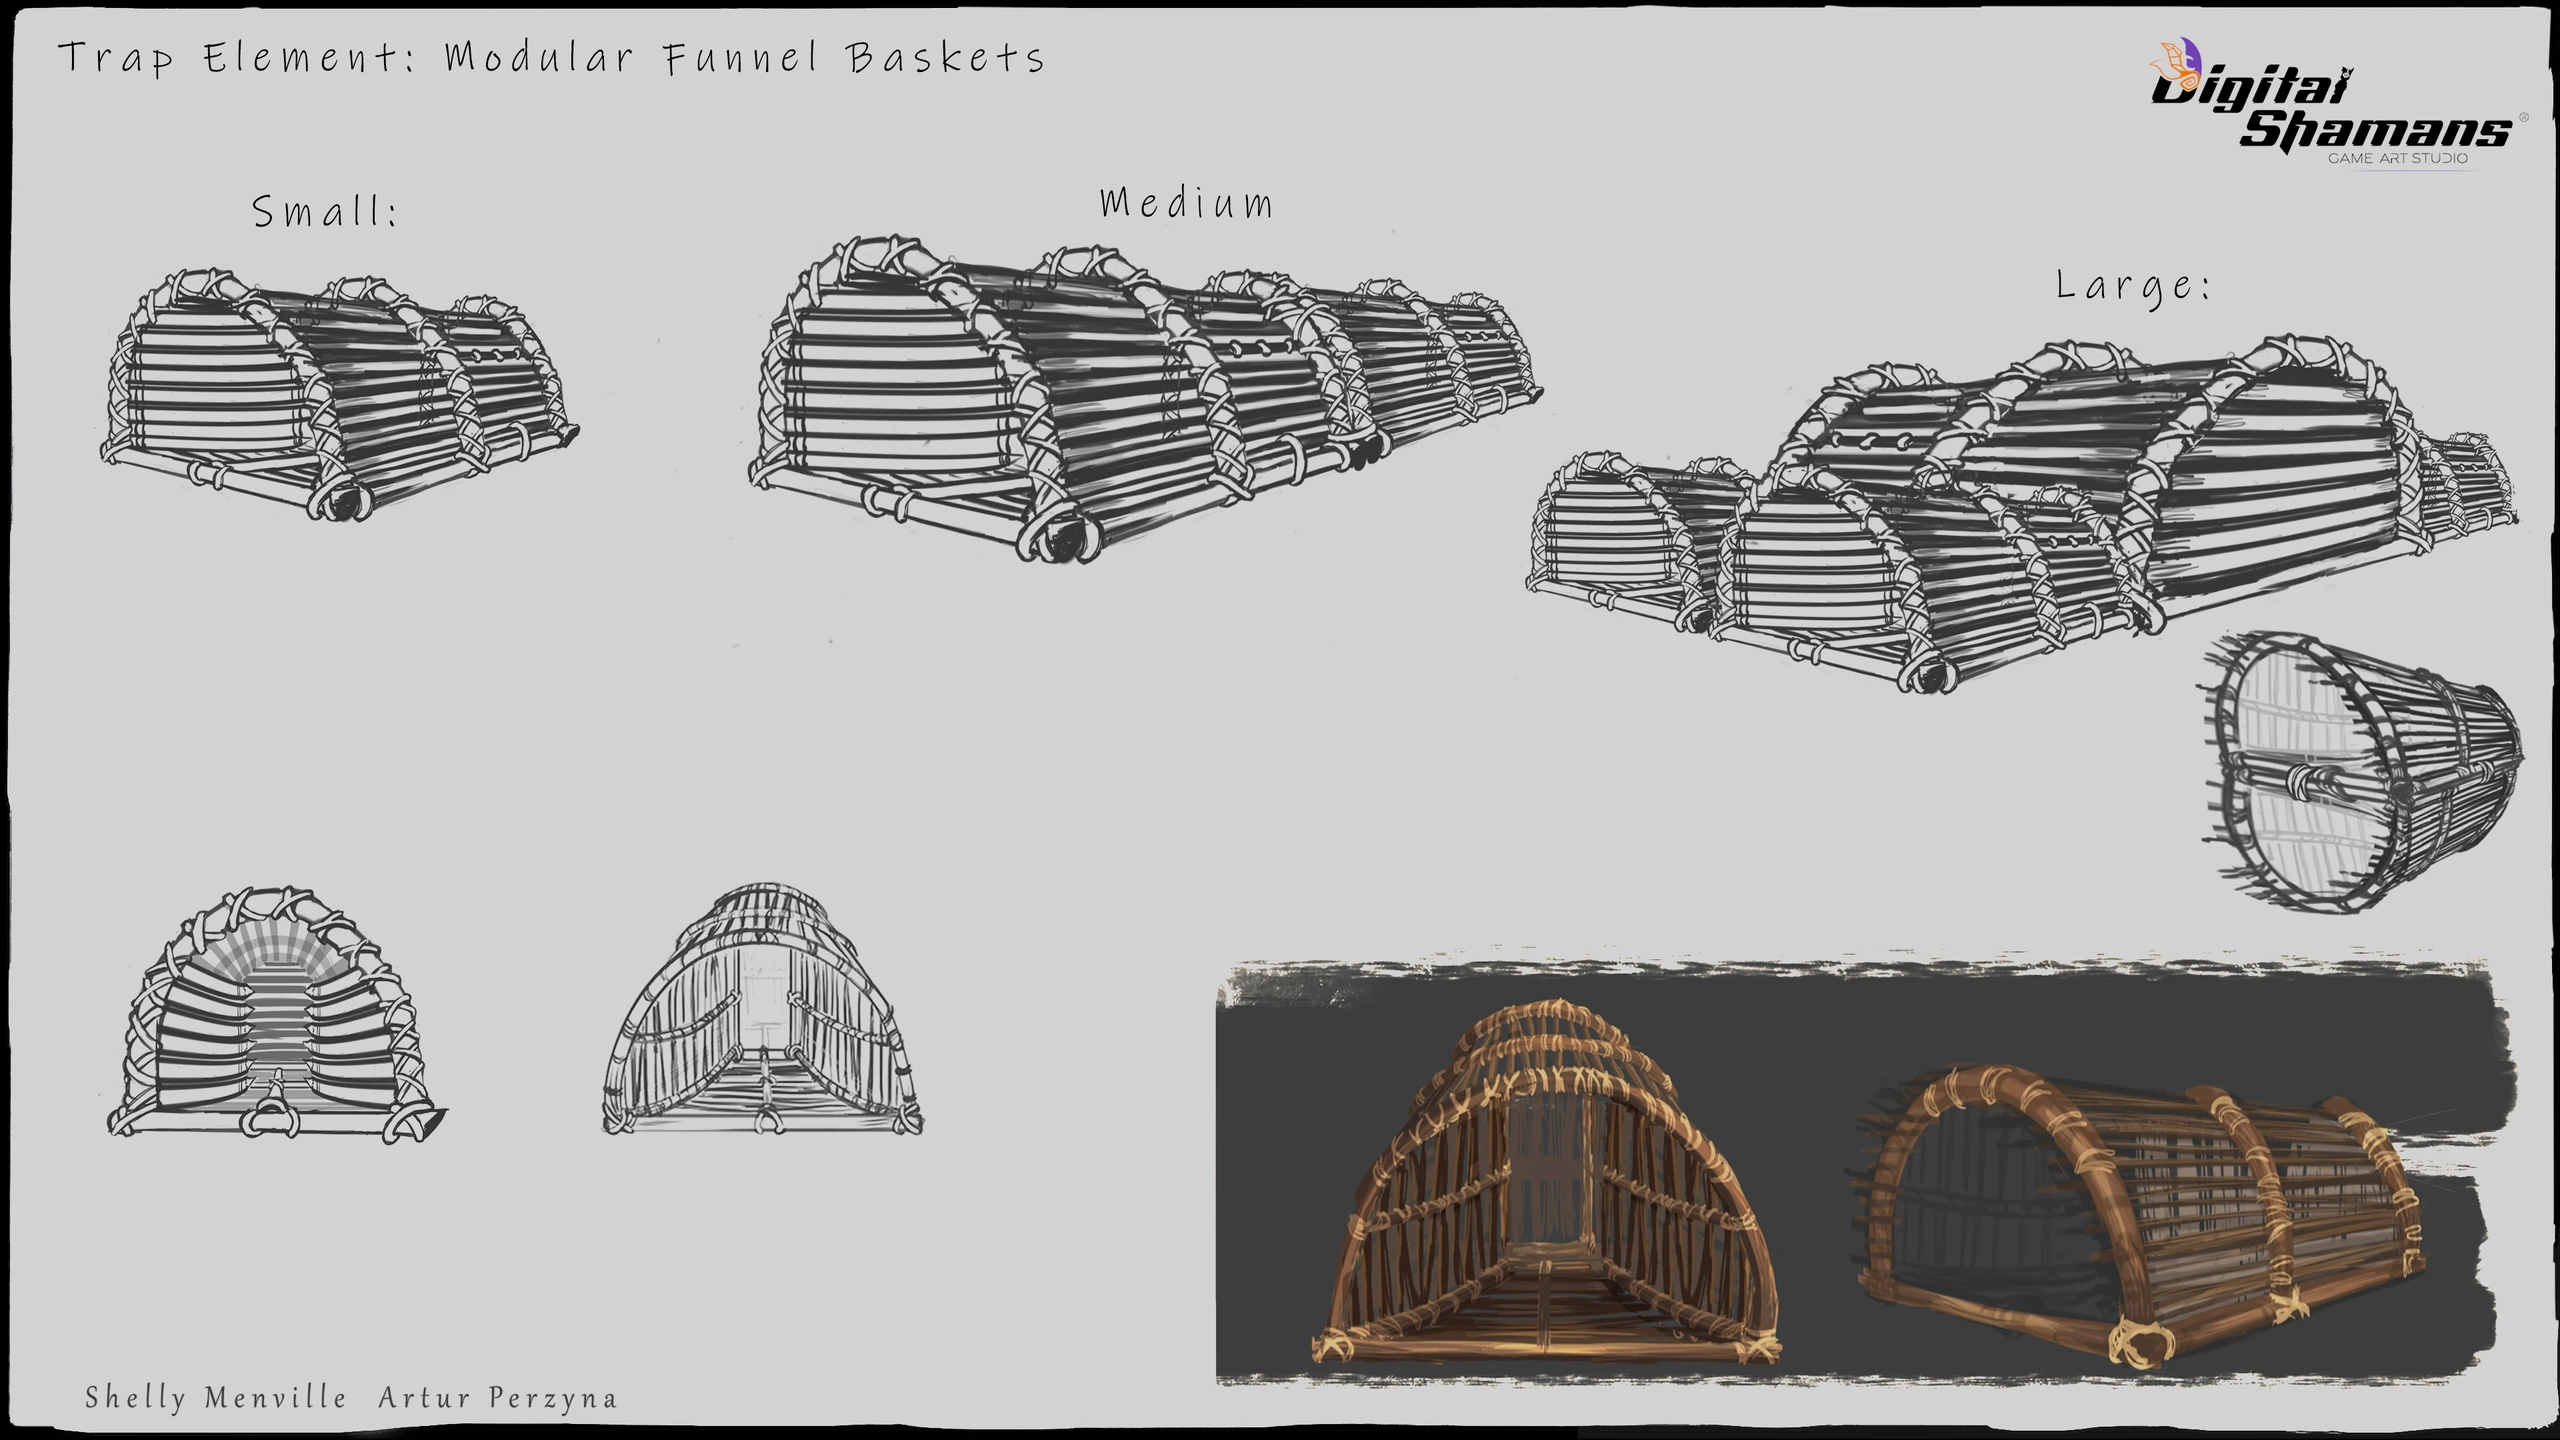 Trap Element: Modular Funnel Baskets
Digital
Shamans®
GAME ART STUDIO
Small:
Medium
Large:
Shelly Menville Artur Perzyna